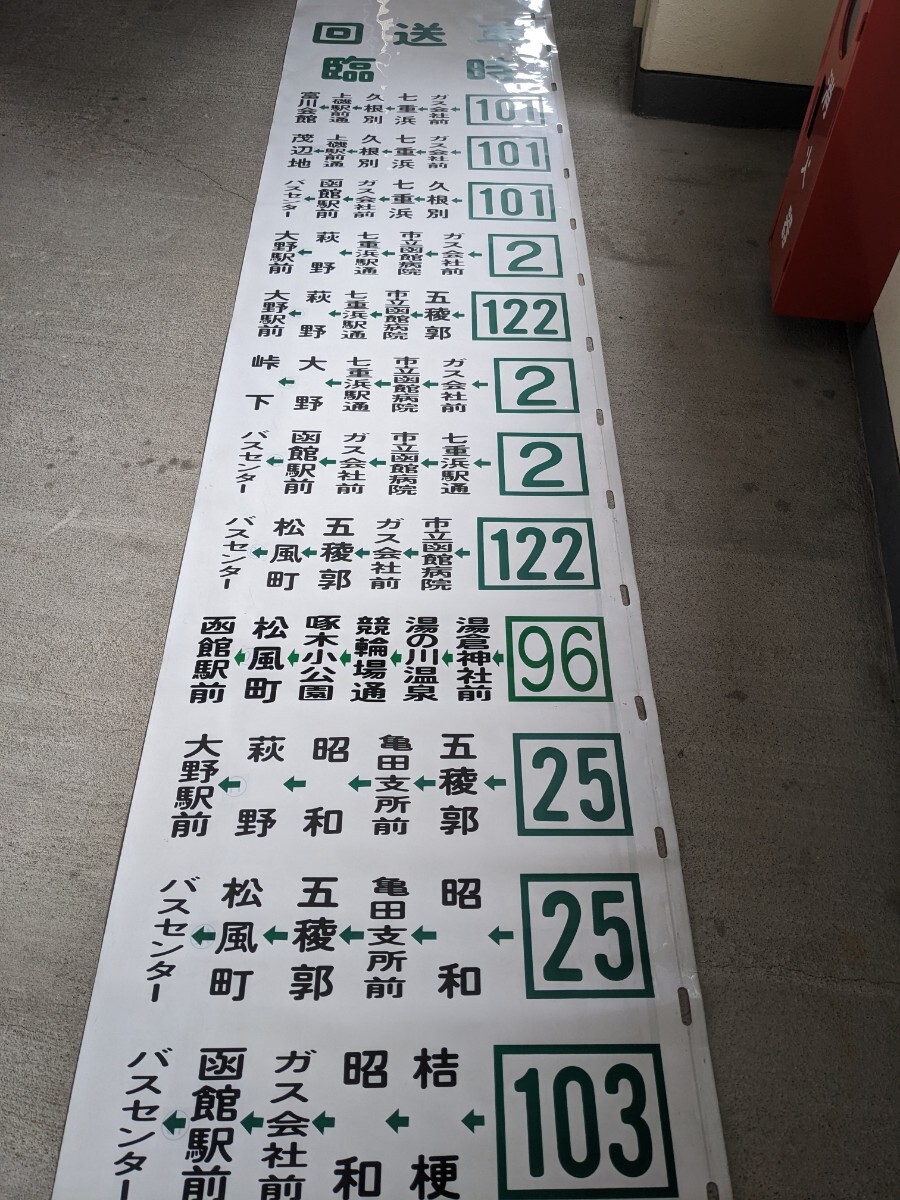 回送車
臨時
101 ← ガス会社前 ← 七重浜 ← 久根別 ← 上磯駅前通 ← 富川会館
101 ← ガス会社前 ← 七重浜 ← 久根別 ← 上磯駅前通 ← 茂辺地
101 ← 久根別 ← 七重浜 ← ガス会社前 ← 函館駅前 ← バスセンター
2 ← ガス会社前 ← 市立函館病院 ← 七重浜駅通 ← 萩野 ← 大野駅前
122 ← 五稜郭 ← 市立函館病院 ← 七重浜駅通 ← 萩野 ← 大野駅前
2 ← ガス会社前 ← 市立函館病院 ← 七重浜駅通 ← 大野 ← 峠下
2 ← 七重浜駅通 ← 市立函館病院 ← ガス会社前 ← 函館駅前 ← バスセンター
122 ← 市立函館病院 ← ガス会社前 ← 五稜郭 ← 松風町 ← バスセンター
96 ← 湯倉神社前 ← 湯の川温泉 ← 競輪場通 ← 啄木小公園 ← 松風町 ← 函館駅前
25 ← 五稜郭 ← 亀田支所前 ← 昭和 ← 萩野 ← 大野駅前
25 ← 昭和 ← 亀田支所前 ← 五稜郭 ← 松風町 ← バスセンター
103 ← 桔梗 ← 昭和 ← ガス会社前 ← 函館駅前 ← バスセンター
消火器